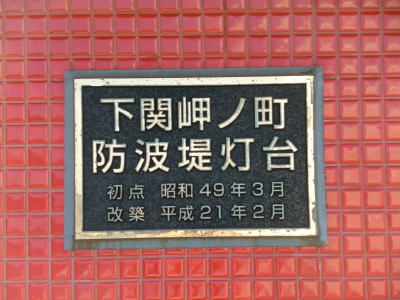 下関岬ノ町
防波堤灯台
初点 昭和49年3月
改築 平成21年2月